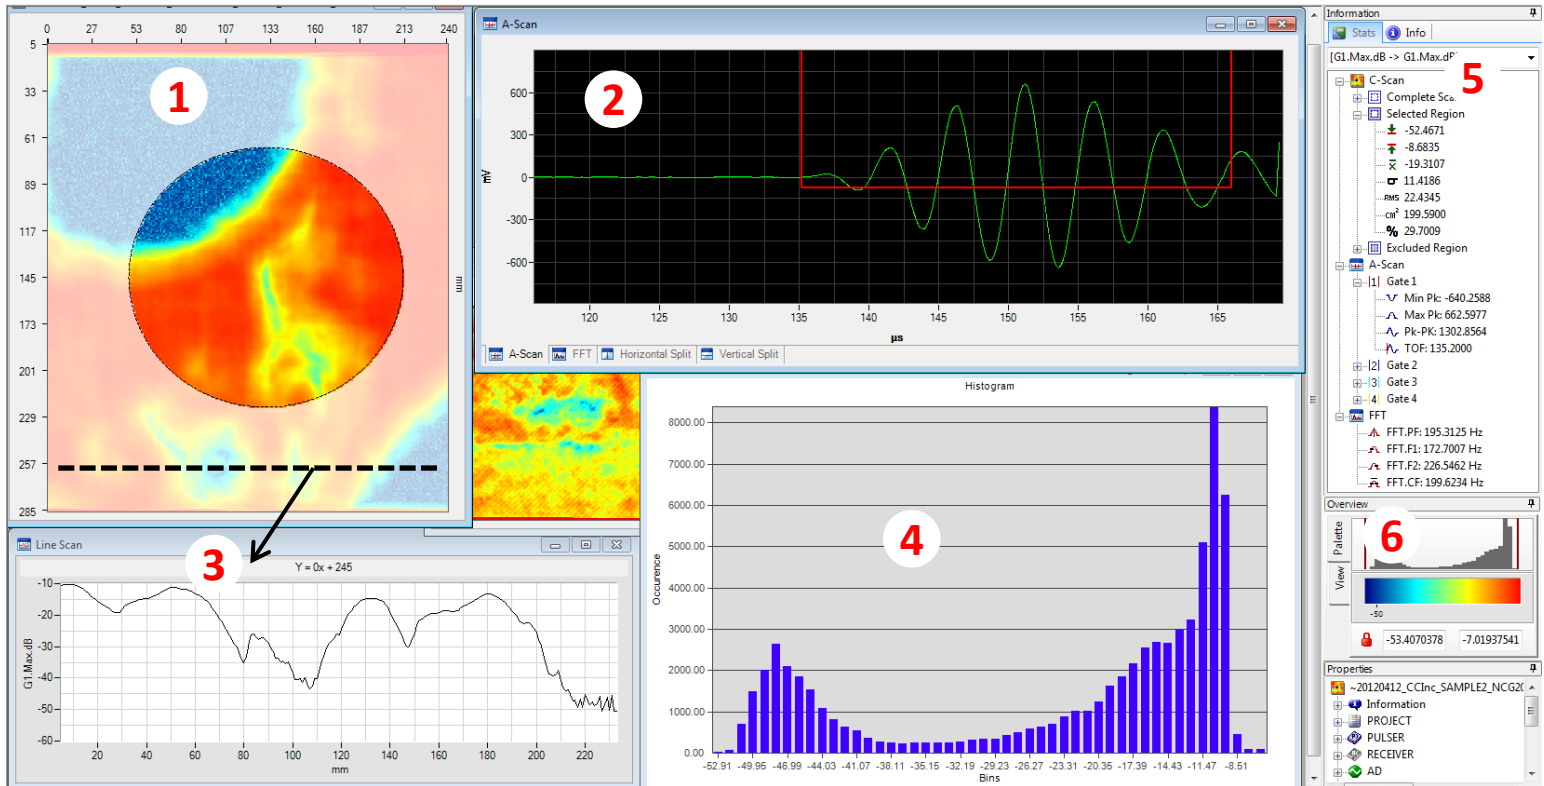 0 27 53 80 107 133 160 187 213 240
5
33
61
89
117
145
173
201
229
257
285
mm
1
A-Scan
600
300
0
-300
-600
2
120 125 130 135 140 145 150 155 160 165
µs
A-Scan FFT Horizontal Split Vertical Split
Line Scan
3
Y = 0x + 245
G1.Max.dB
-10
-20
-30
-40
-50
-60
20 40 60 80 100 120 140 160 180 200 220
mm
Histogram
4
Occurence
8000.00
7000.00
6000.00
5000.00
4000.00
3000.00
2000.00
1000.00
0.00
-52.91 -49.95 -46.99 -44.03 -41.07 -38.11 -35.15 -32.19 -29.23 -26.27 -23.31 -20.35 -17.39 -14.43 -11.47 -8.51
Bins
Information
Stats Info
[G1.Max.dB -> G1.Max.dB
5
C-Scan
Complete
Selected Region
-52.4671
-8.6835
x -19.3107
σ 11.4186
RMS 22.4345
cm² 199.5900
% 29.7009
Excluded Region
A-Scan
1 Gate 1
Min Pk: -640.2588
Max Pk: 662.5977
Pk-PK: 1302.8564
TOF: 135.2000
2 Gate 2
3 Gate 3
4 Gate 4
FFT
FFT.PF: 195.3125 Hz
FFT.F1: 172.7007 Hz
FFT.F2: 226.5462 Hz
FFT.CF: 199.6234 Hz
Overview
Palette
View
6
-50
-53.4070378 -7.01937541
Properties
~20120412_CCInc_SAMPLE2_NCG20
Information
PROJECT
PULSER
RECEIVER
AD